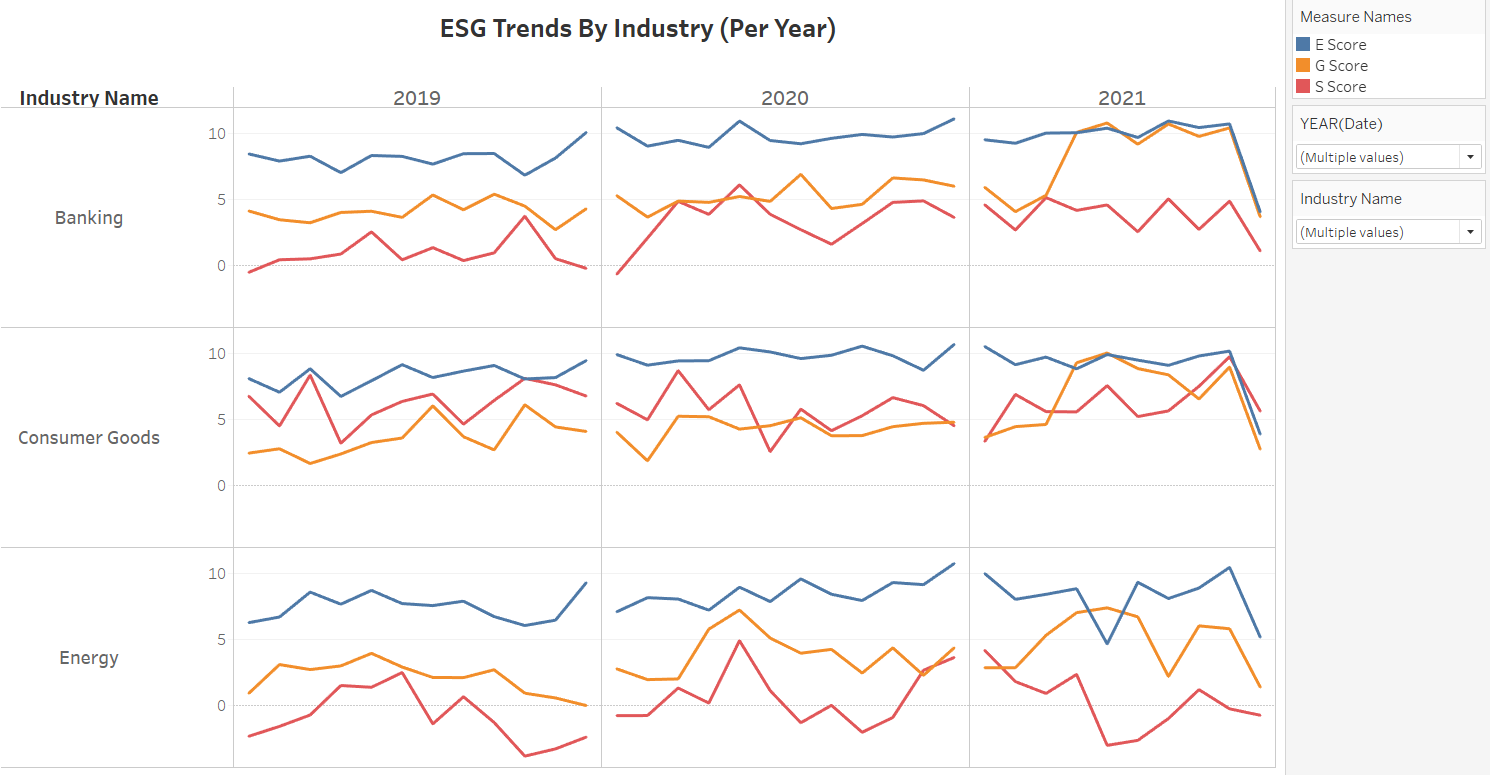 ESG Trends By Industry (Per Year)
Industry Name 2019 2020 2021
Banking
10
5
0
Consumer Goods
10
5
0
Energy
10
5
0
Measure Names
E Score
G Score
S Score
YEAR(Date)
(Multiple values)
Industry Name
(Multiple values)